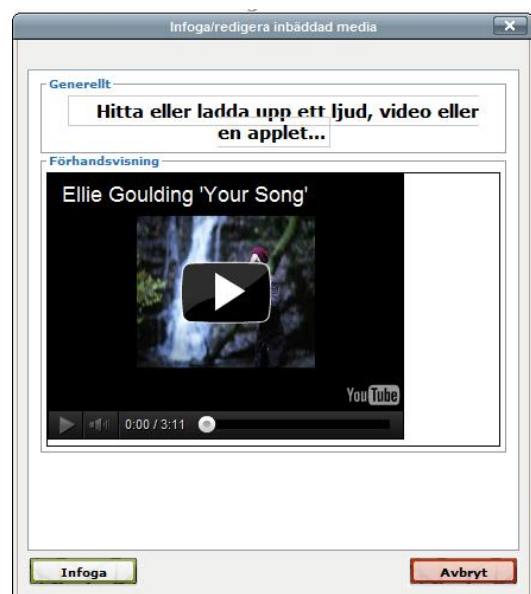 Infoga/redigera inbäddad media
Generellt
Hitta eller ladda upp ett ljud, video eller
en applet...
Förhandsvisning
Ellie Goulding 'Your Song'
YouTube
0:00 / 3:11
Infoga
Avbryt